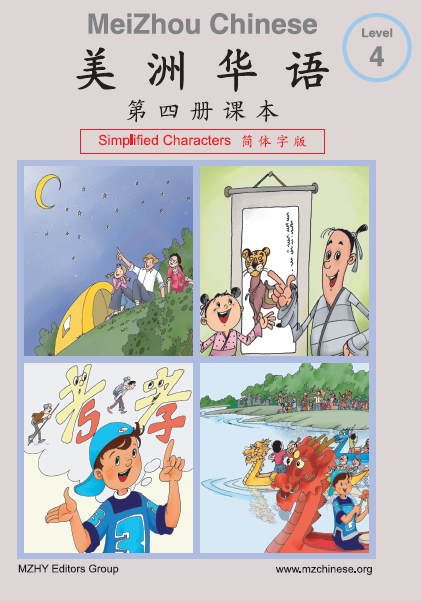 MeiZhou Chinese
Level
4
美洲华语
第四册课本
Simplified Characters 简体字版
考 孝
MZHY Editors Group
www.mzchinese.org